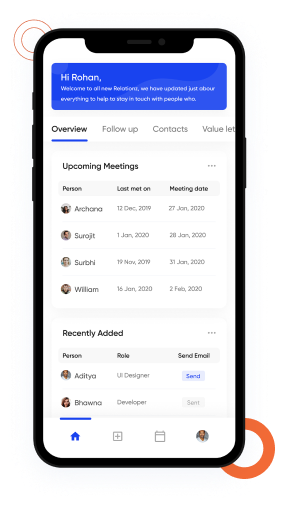 Hi Rohan,
Welcome to all new Relationz, we have updated just abour
everything to help to stay in touch with people who.
Overview Follow up Contacts Value let
Upcoming Meetings
Person Last met on Meeting date
Archana 12 Dec, 2019 27 Jan, 2020
Surojit 1 Jan, 2020 28 Jan, 2020
Surbhi 19 Nov, 2019 31 Jan, 2020
William 16 Jan, 2020 2 Feb, 2020
Recently Added
Person Role Send Email
Aditya UI Designer Send
Bhawna Developer Sent